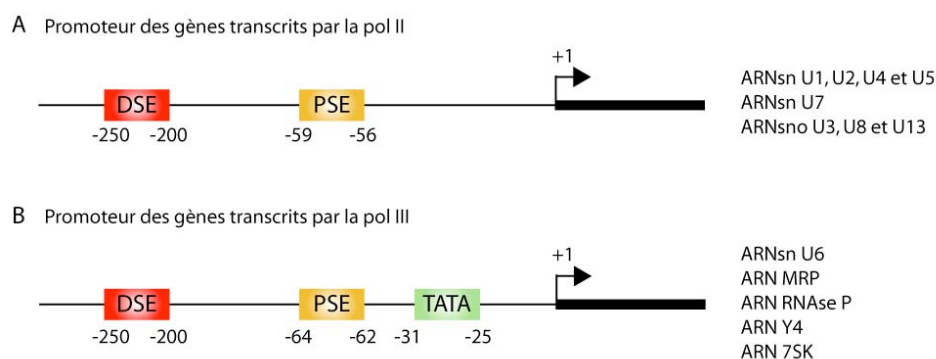 A Promoteur des gènes transcrits par la pol II
+1
DSE PSE
-250 -200 -59 -56
ARNsn U1, U2, U4 et U5
ARNsn U7
ARNsno U3, U8 et U13
B Promoteur des gènes transcrits par la pol III
+1
DSE PSE TATA
-250 -200 -64 -62 -31 -25
ARNsn U6
ARN MRP
ARN RNAse P
ARN Y4
ARN 7SK